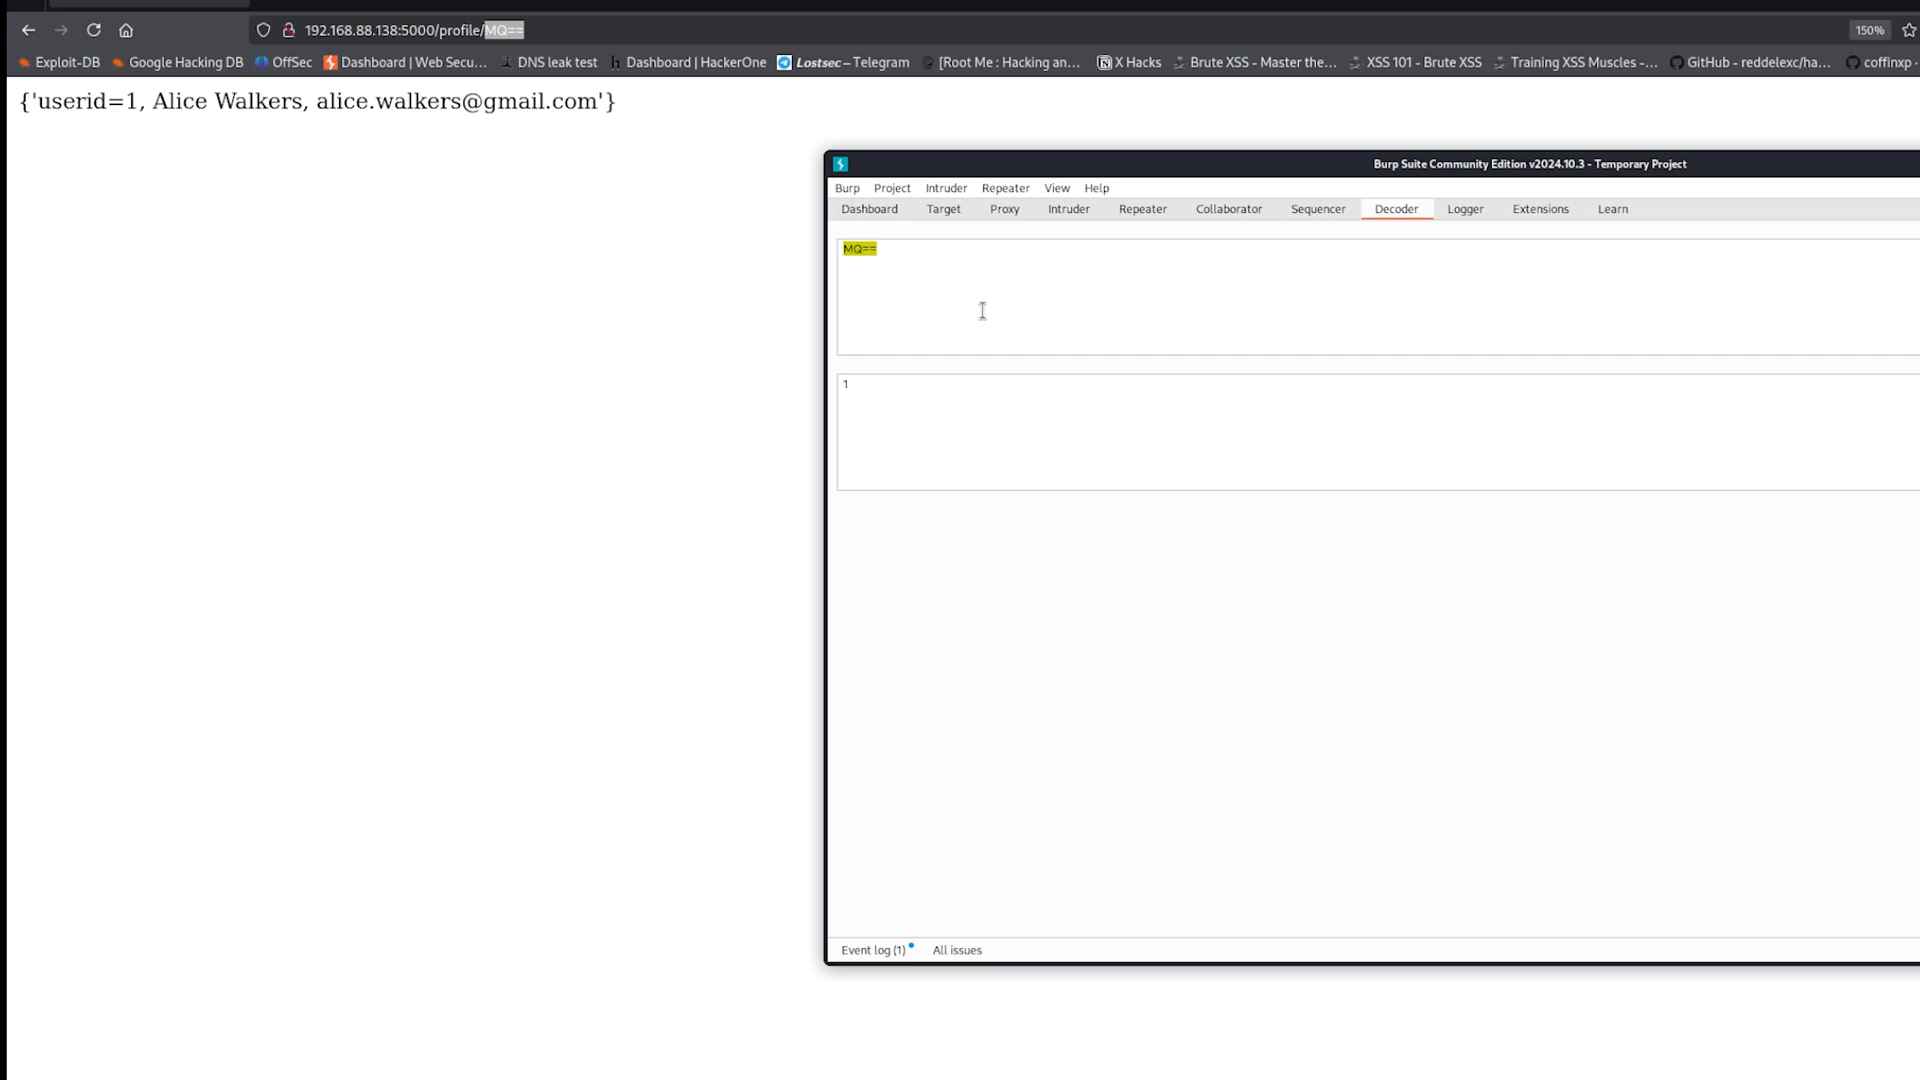 192.168.88.138:5000/profile/MQ==
150%
Exploit-DB Google Hacking DB OffSec Dashboard | Web Secu... DNS leak test Dashboard | HackerOne Lostsec – Telegram [Root Me : Hacking an... X Hacks Brute XSS - Master the... XSS 101 - Brute XSS Training XSS Muscles -... GitHub - reddelexc/ha... coffinxp ·
{'userid=1, Alice Walkers, alice.walkers@gmail.com'}
Burp Suite Community Edition v2024.10.3 - Temporary Project
Burp Project Intruder Repeater View Help
Dashboard Target Proxy Intruder Repeater Collaborator Sequencer Decoder Logger Extensions Learn
MQ==
1
Event log (1) All issues